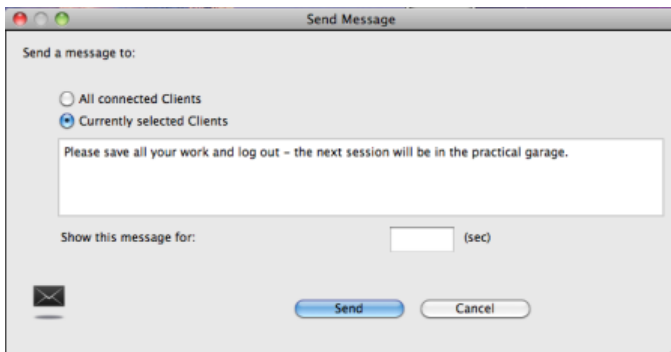 Send Message
Send a message to:
All connected Clients
Currently selected Clients
Please save all your work and log out – the next session will be in the practical garage.
Show this message for: (sec)
Send Cancel